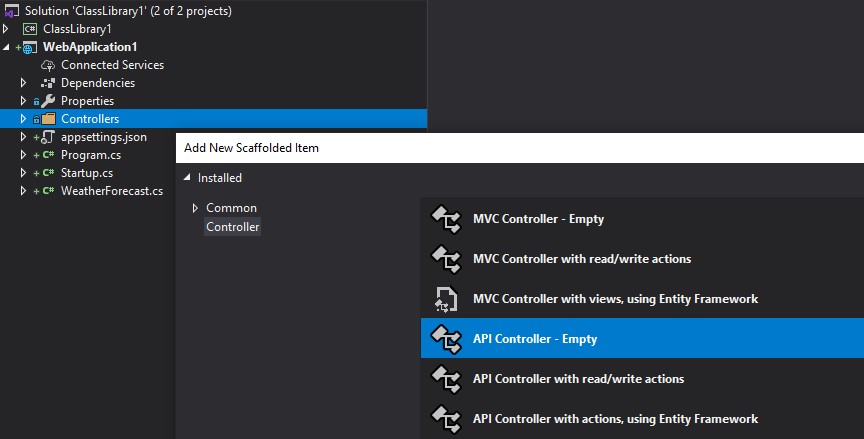 Solution 'ClassLibrary1' (2 of 2 projects)
C# ClassLibrary1
+ WebApplication1
Connected Services
Dependencies
Properties
Controllers
+ appsettings.json
+ C# Program.cs
+ C# Startup.cs
+ C# WeatherForecast.cs
Add New Scaffolded Item
Installed
Common
Controller
MVC Controller - Empty
MVC Controller with read/write actions
MVC Controller with views, using Entity Framework
API Controller - Empty
API Controller with read/write actions
API Controller with actions, using Entity Framework